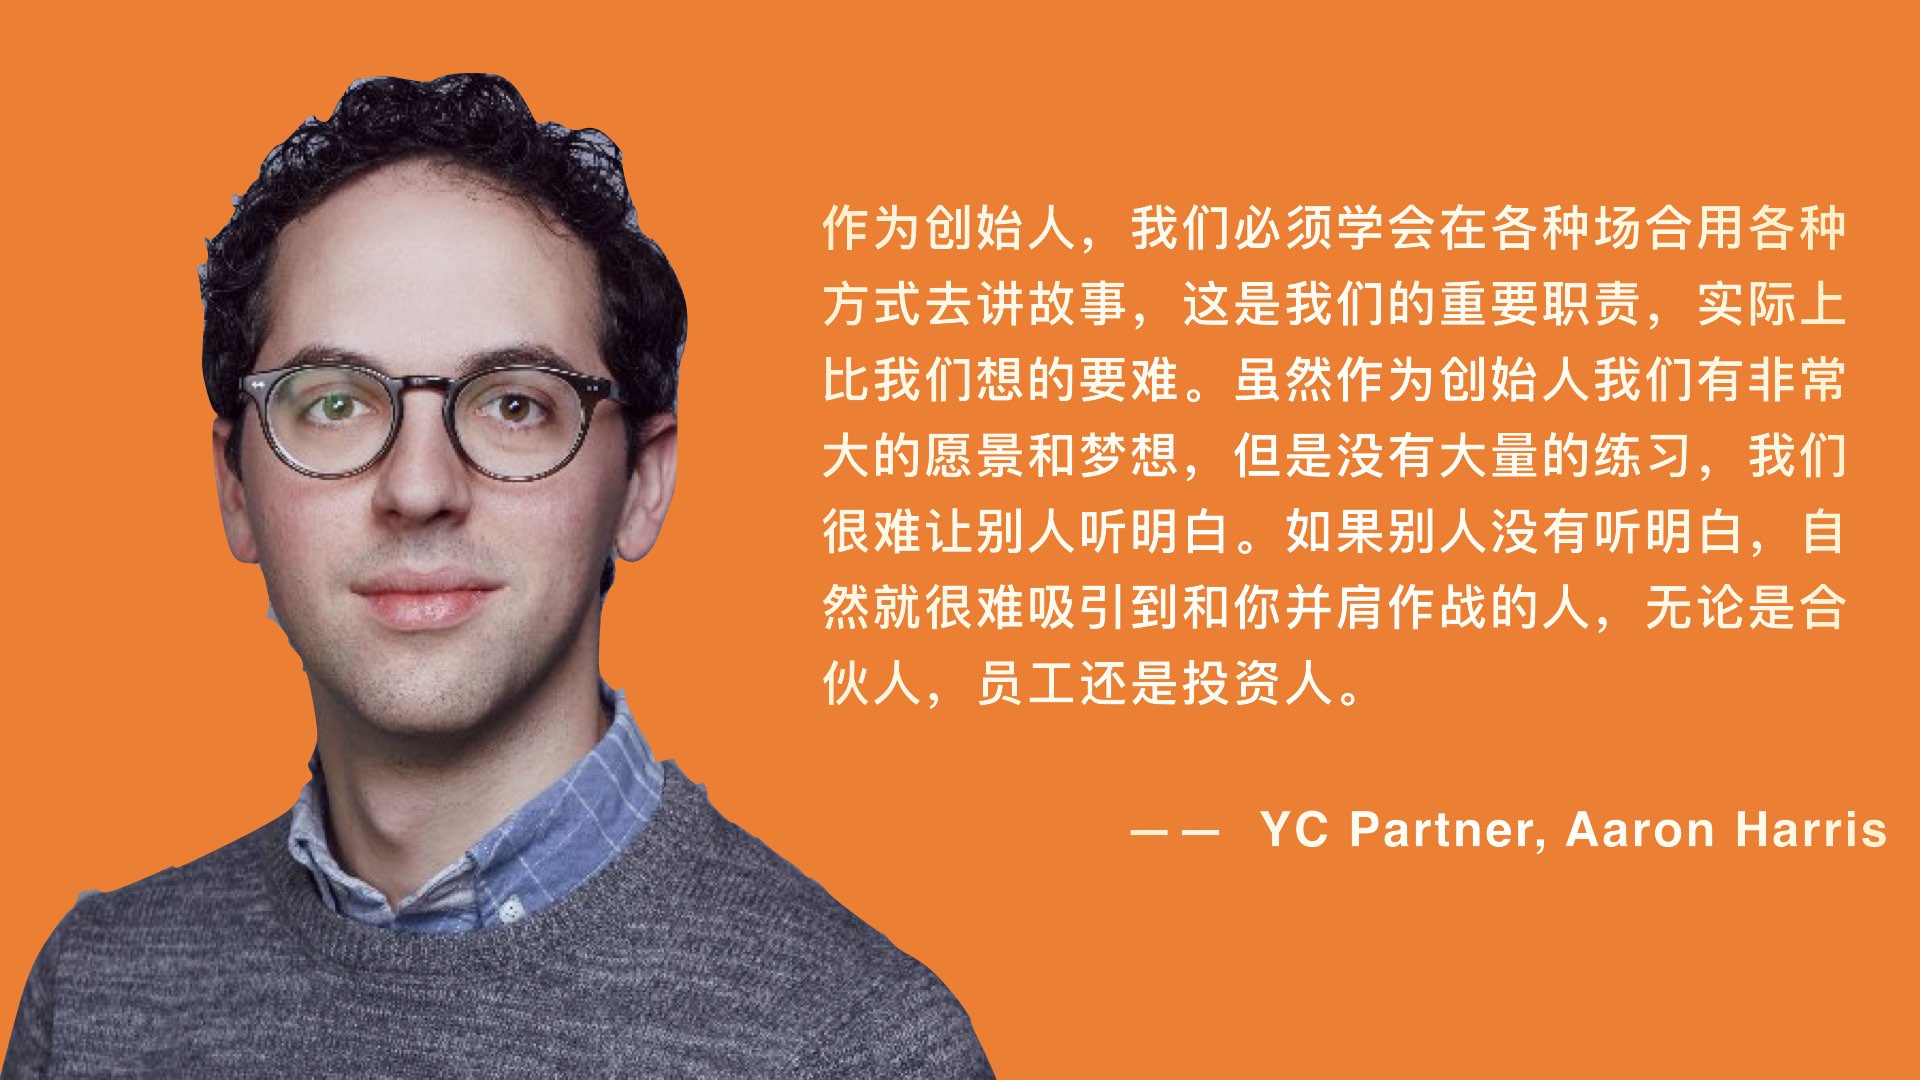 作为创始人，我们必须学会在各种场合用各种
方式去讲故事，这是我们的重要职责，实际上
比我们想的要难。虽然作为创始人我们有非常
大的愿景和梦想，但是没有大量的练习，我们
很难让别人听明白。如果别人没有听明白，自
然就很难吸引到和你并肩作战的人，无论是合
伙人，员工还是投资人。
—— YC Partner, Aaron Harris